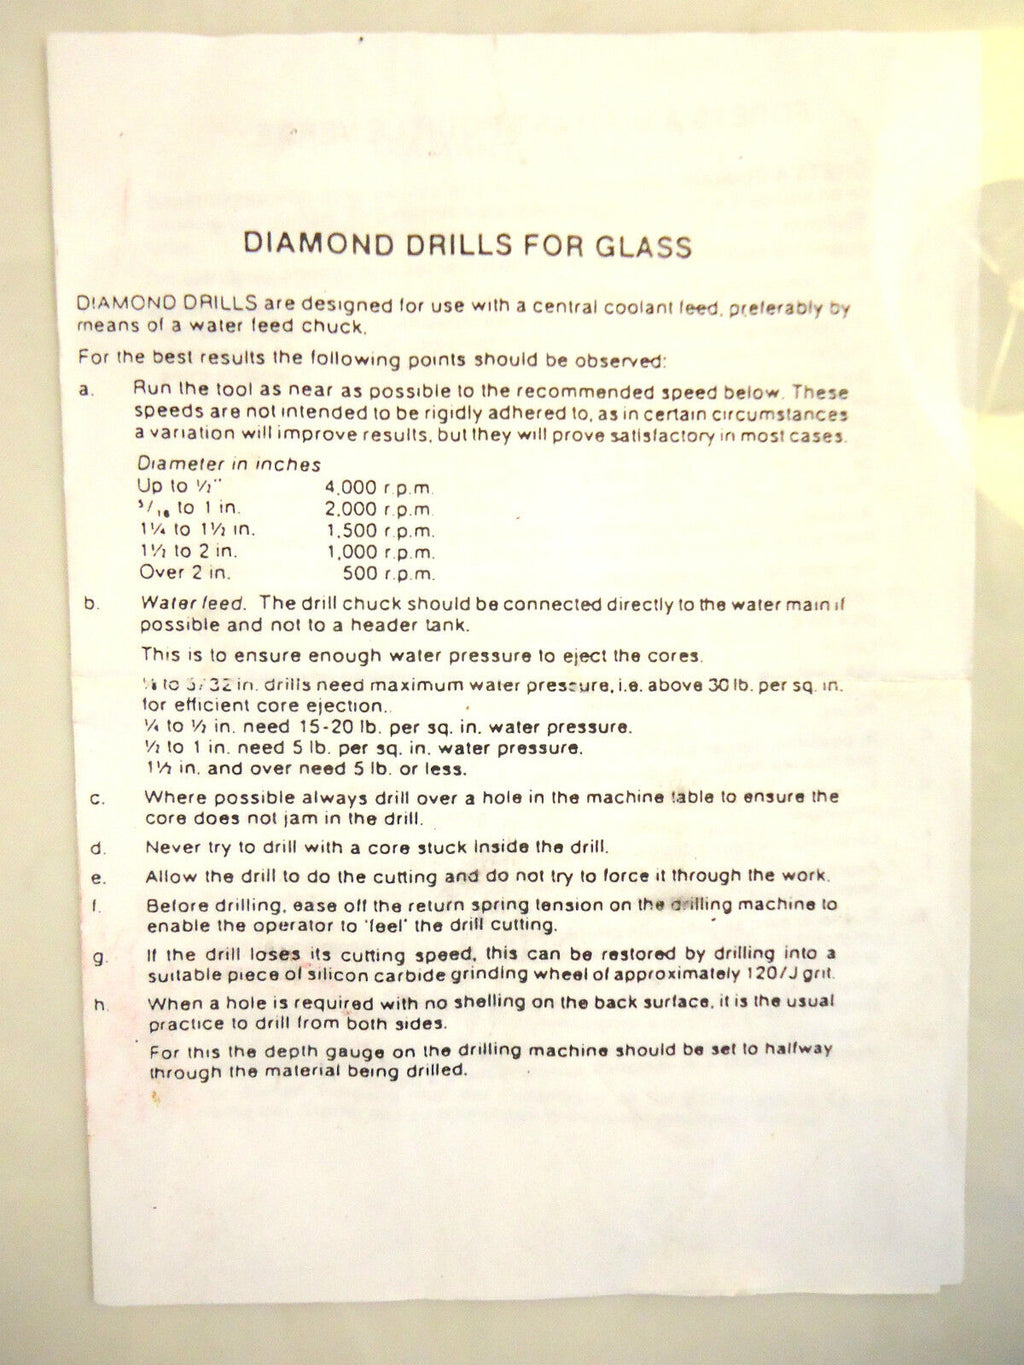 DIAMOND DRILLS FOR GLASS
DIAMOND DRILLS are designed for use with a central coolant feed, preferably by
means of a water feed chuck.
For the best results the following points should be observed:
a. Run the tool as near as possible to the recommended speed below. These
speeds are not intended to be rigidly adhered to, as in certain circumstances
a variation will improve results, but they will prove satisfactory in most cases.
Diameter in inches
Up to ½" 4,000 r.p.m.
to 1 in. 2,000 r.p.m.
1¼ to 1½ in. 1,500 r.p.m.
1½ to 2 in. 1,000 r.p.m.
Over 2 in. 500 r.p.m.
b. Water feed. The drill chuck should be connected directly to the water main if
possible and not to a header tank.
This is to ensure enough water pressure to eject the cores.
to 5/32 in. drills need maximum water pressure, i.e. above 30 lb. per sq. in.
for efficient core ejection.
¼ to ½ in. need 15-20 lb. per sq. in. water pressure.
½ to 1 in. need 5 lb. per sq. in. water pressure.
1½ in. and over need 5 lb. or less.
c. Where possible always drill over a hole in the machine table to ensure the
core does not jam in the drill.
d. Never try to drill with a core stuck inside the drill.
e. Allow the drill to do the cutting and do not try to force it through the work.
f. Before drilling, ease off the return spring tension on the drilling machine to
enable the operator to 'feel' the drill cutting.
g. If the drill loses its cutting speed, this can be restored by drilling into a
suitable piece of silicon carbide grinding wheel of approximately 120/J grit.
h. When a hole is required with no shelling on the back surface, it is the usual
practice to drill from both sides.
For this the depth gauge on the drilling machine should be set to halfway
through the material being drilled.